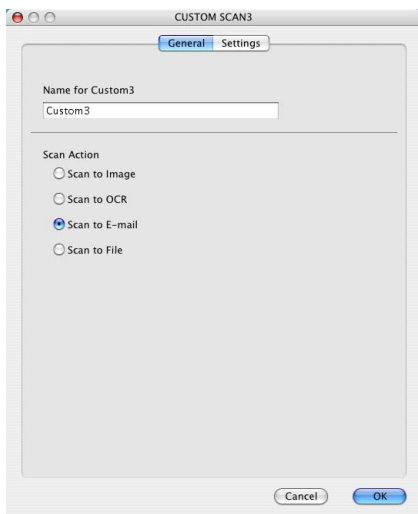 CUSTOM SCAN3
General Settings
Name for Custom3
Custom3
Scan Action
Scan to Image
Scan to OCR
Scan to E-mail
Scan to File
Cancel OK